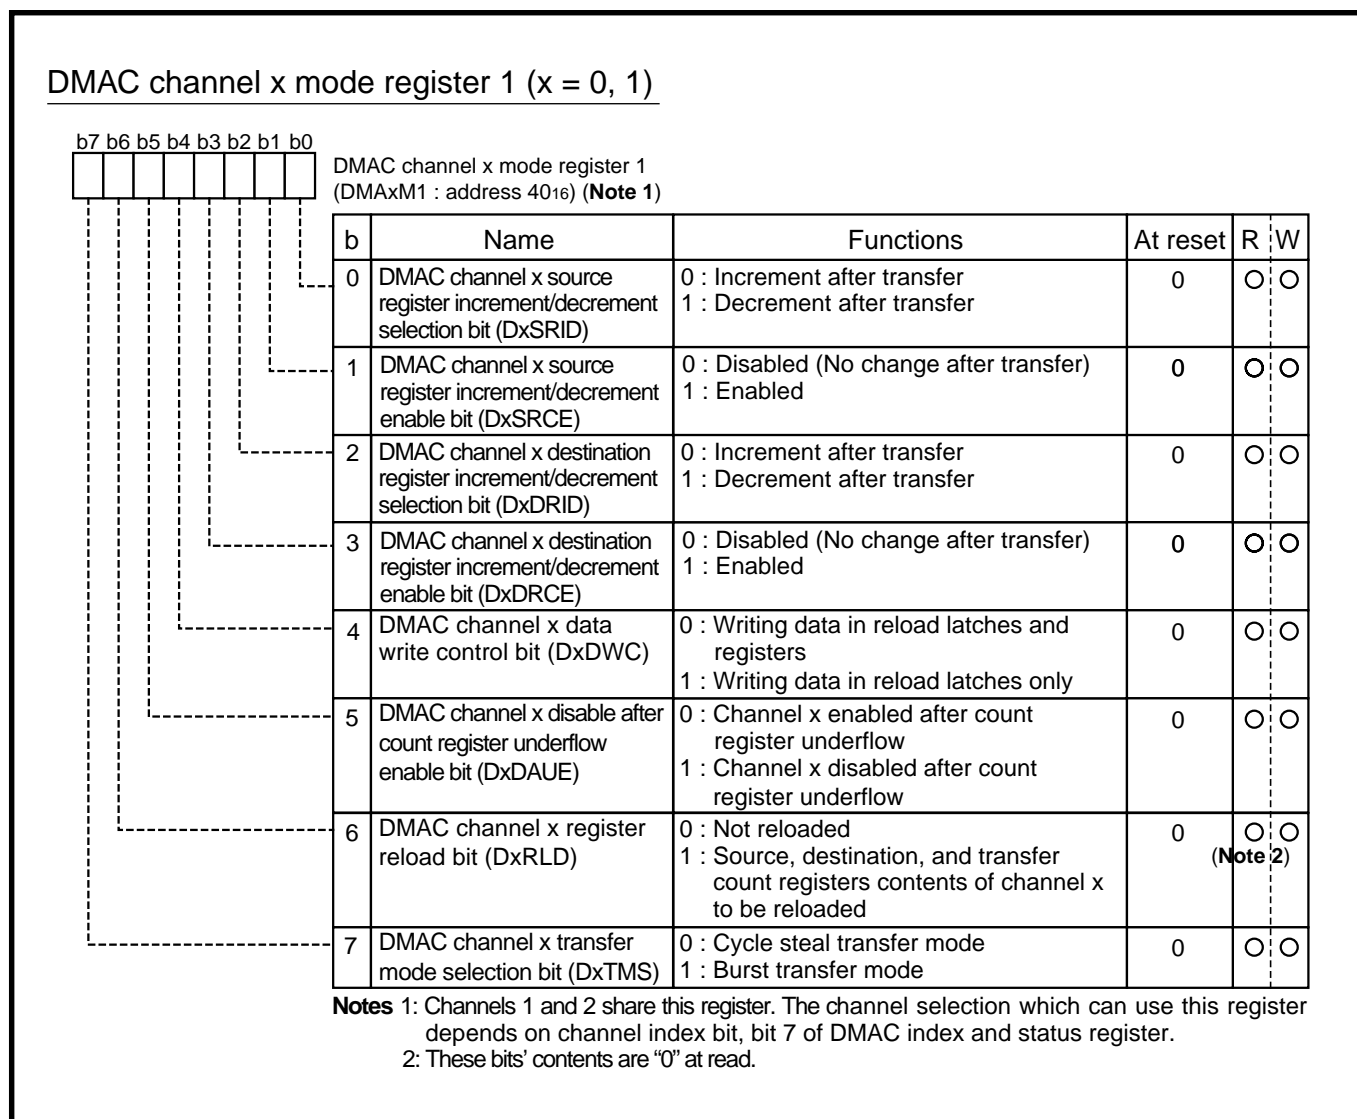 DMAC channel x mode register 1 (x = 0, 1)
b7 b6 b5 b4 b3 b2 b1 b0
DMAC channel x mode register 1
(DMAxM1 : address 4016) (Note 1)
b Name Functions At reset R W
0 DMAC channel x source 0 : Increment after transfer 0 ○ ○
register increment/decrement 1 : Decrement after transfer
selection bit (DxSRID)
1 DMAC channel x source 0 : Disabled (No change after transfer) 0 ○ ○
register increment/decrement 1 : Enabled
enable bit (DxSRCE)
2 DMAC channel x destination 0 : Increment after transfer 0 ○ ○
register increment/decrement 1 : Decrement after transfer
selection bit (DxDRID)
3 DMAC channel x destination 0 : Disabled (No change after transfer) 0 ○ ○
register increment/decrement 1 : Enabled
enable bit (DxDRCE)
4 DMAC channel x data 0 : Writing data in reload latches and 0 ○ ○
write control bit (DxDWC) registers
1 : Writing data in reload latches only
5 DMAC channel x disable after 0 : Channel x enabled after count 0 ○ ○
count register underflow register underflow
enable bit (DxDAUE) 1 : Channel x disabled after count
register underflow
6 DMAC channel x register 0 : Not reloaded 0 ○ ○
reload bit (DxRLD) 1 : Source, destination, and transfer (Note 2)
count registers contents of channel x
to be reloaded
7 DMAC channel x transfer 0 : Cycle steal transfer mode 0 ○ ○
mode selection bit (DxTMS) 1 : Burst transfer mode
Notes 1: Channels 1 and 2 share this register. The channel selection which can use this register
depends on channel index bit, bit 7 of DMAC index and status register.
2: These bits’ contents are “0” at read.